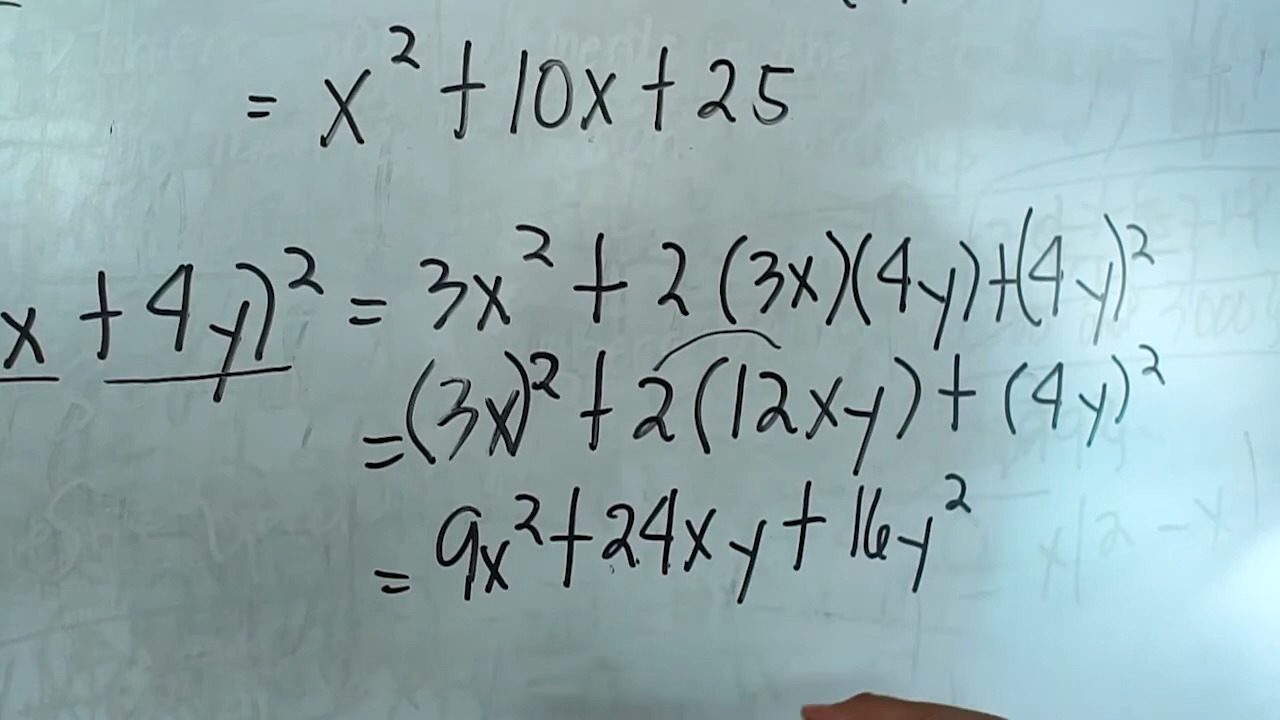 = x² + 10x + 25
x + 4y)² = 3x² + 2(3x)(4y) + (4y)²
= (3x)² + 2(12xy) + (4y)²
= 9x² + 24xy + 16y²